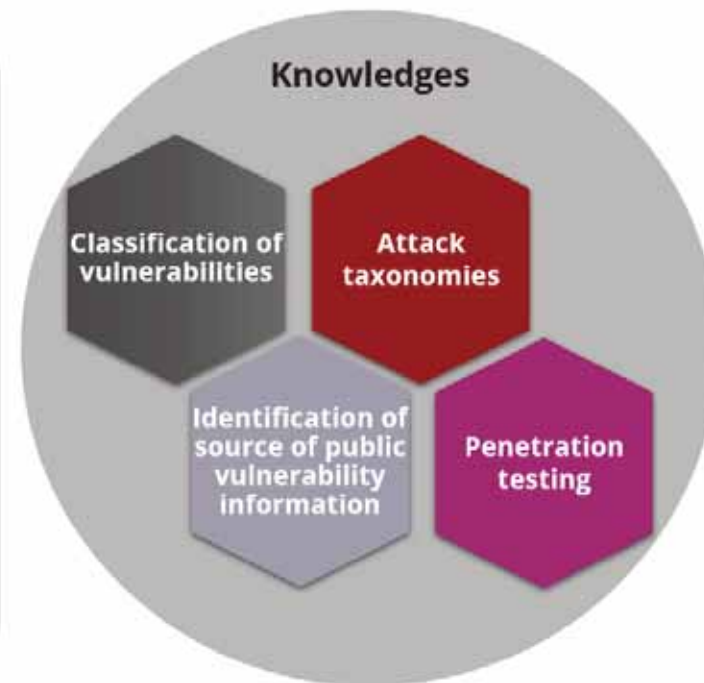 Knowledges
Classification of
vulnerabilities
Attack
taxonomies
Identification of
source of public
vulnerability
information
Penetration
testing